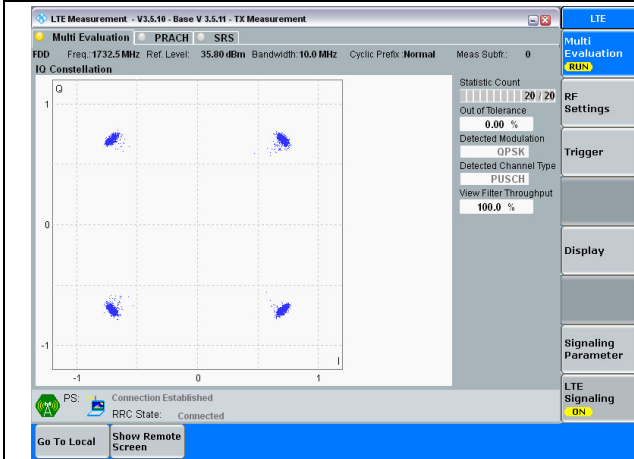 LTE Measurement - V3.5.10 - Base V 3.5.11 - TX Measurement
LTE
Multi Evaluation PRACH SRS
FDD Freq.:1732.5 MHz Ref. Level: 35.80 dBm Bandwidth:10.0 MHz Cyclic Prefix :Normal Meas Subfr.: 0
IQ Constellation
Q
1
0
-1
-1 0 1
I
Statistic Count
20 / 20
Out of Tolerance
0.00 %
Detected Modulation
QPSK
Detected Channel Type
PUSCH
View Filter Throughput
100.0 %
Multi
Evaluation
RUN
RF
Settings
Trigger
Display
Signaling
Parameter
LTE
Signaling
ON
PS: Connection Established
RRC State: Connected
Go To Local
Show Remote
Screen